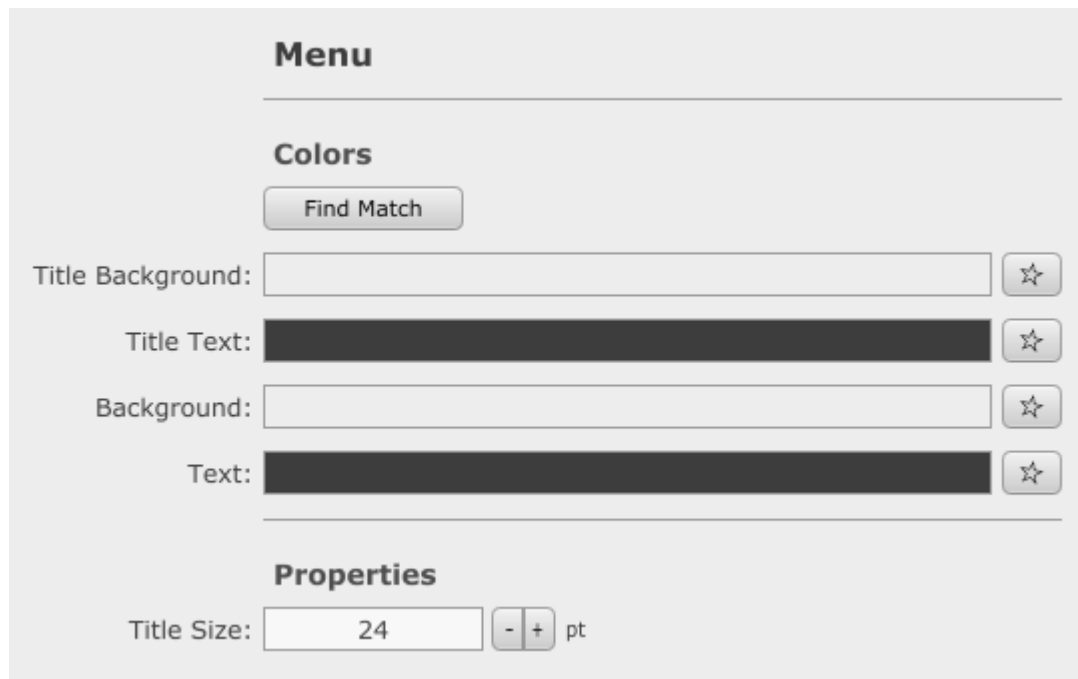 Menu
Colors
Find Match
Title Background:
Title Text:
Background:
Text:
Properties
Title Size: 24 - + pt